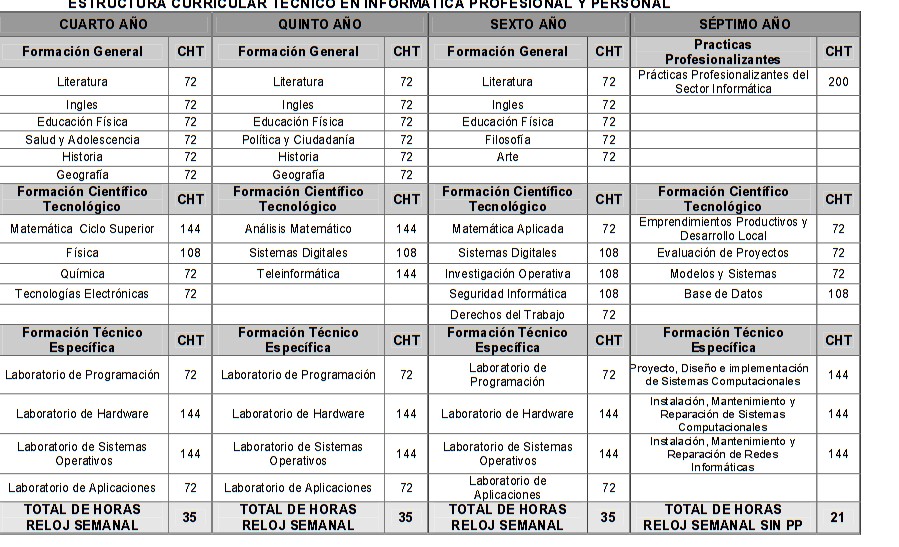 ESTRUCTURA CURRICULAR TÉCNICO EN INFORMATICA PROFESIONAL Y PERSONAL
CUARTO AÑO QUINTO AÑO SEXTO AÑO SÉPTIMO AÑO
Formación General CHT Formación General CHT Formación General CHT Practicas Profesionalizantes CHT
Literatura 72 Literatura 72 Literatura 72 Prácticas Profesionalizantes del Sector Informática 200
Ingles 72 Ingles 72 Ingles 72
Educación Física 72 Educación Física 72 Educación Física 72
Salud y Adolescencia 72 Política y Ciudadanía 72 Filosofía 72
Historia 72 Historia 72 Arte 72
Geografía 72 Geografía 72
Formación Científico Tecnológico CHT Formación Científico Tecnológico CHT Formación Científico Tecnológico CHT Formación Científico Tecnológico CHT
Matemática Ciclo Superior 144 Análisis Matemático 144 Matemática Aplicada 72 Emprendimientos Productivos y Desarrollo Local 72
Física 108 Sistemas Digitales 108 Sistemas Digitales 108 Evaluación de Proyectos 72
Química 72 Teleinformática 144 Investigación Operativa 108 Modelos y Sistemas 72
Tecnologías Electrónicas 72 Seguridad Informática 108 Base de Datos 108
Derechos del Trabajo 72
Formación Técnico Específica CHT Formación Técnico Específica CHT Formación Técnico Específica CHT Formación Técnico Específica CHT
Laboratorio de Programación 72 Laboratorio de Programación 72 Laboratorio de Programación 72 Proyecto, Diseño e implementación de Sistemas Computacionales 144
Laboratorio de Hardware 144 Laboratorio de Hardware 144 Laboratorio de Hardware 144 Instalación, Mantenimiento y Reparación de Sistemas Computacionales 144
Laboratorio de Sistemas Operativos 144 Laboratorio de Sistemas Operativos 144 Laboratorio de Sistemas Operativos 144 Instalación, Mantenimiento y Reparación de Redes Informáticas 144
Laboratorio de Aplicaciones 72 Laboratorio de Aplicaciones 72 Laboratorio de Aplicaciones 72
TOTAL DE HORAS RELOJ SEMANAL 35 TOTAL DE HORAS RELOJ SEMANAL 35 TOTAL DE HORAS RELOJ SEMANAL 35 TOTAL DE HORAS RELOJ SEMANAL SIN PP 21